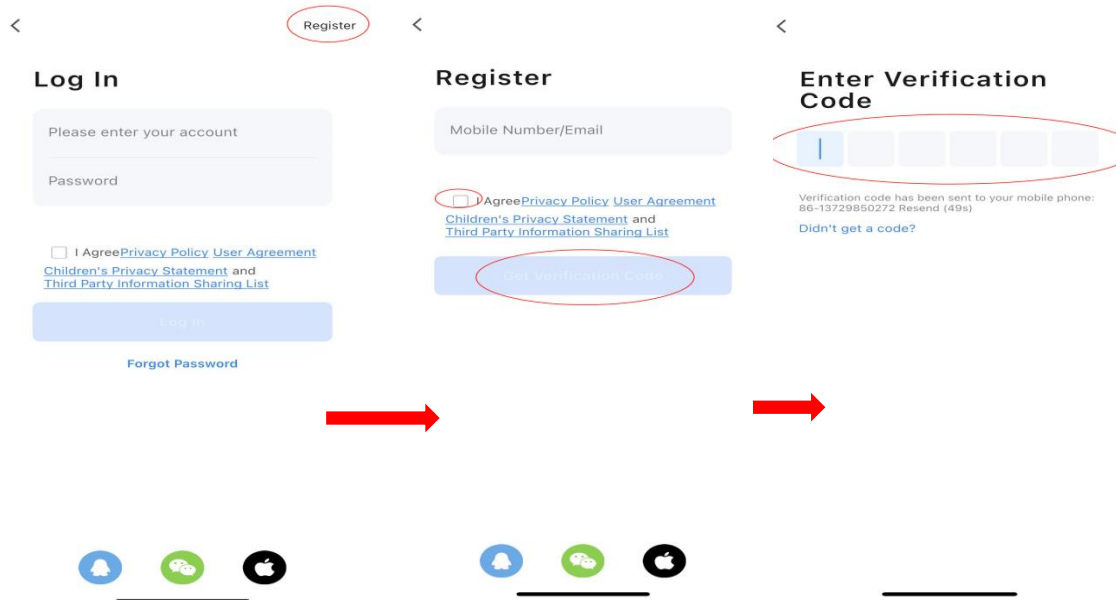 Register
Log In
Please enter your account
Password
I AgreePrivacy Policy User Agreement
Children's Privacy Statement and
Third Party Information Sharing List
Log In
Forgot Password
Register
Mobile Number/Email
I AgreePrivacy Policy User Agreement
Children's Privacy Statement and
Third Party Information Sharing List
Get Verification Code
Enter Verification
Code
Verification code has been sent to your mobile phone:
86-13729850272 Resend (49s)
Didn't get a code?